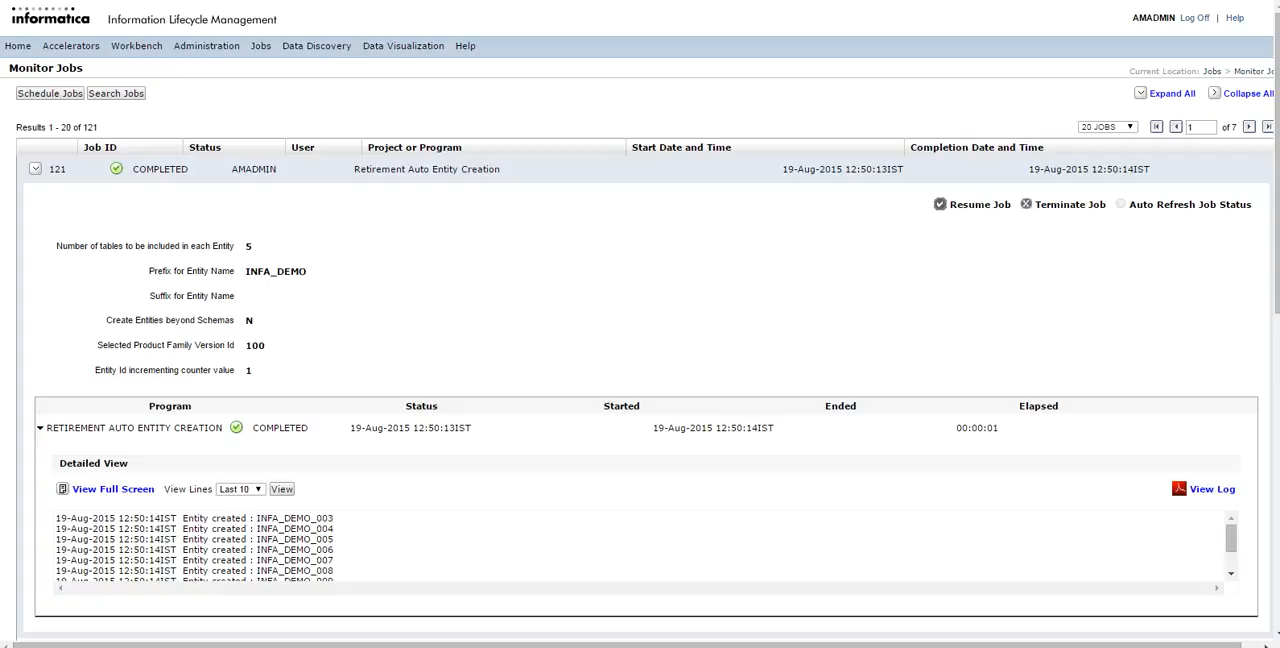 informatica Information Lifecycle Management
AMADMIN Log Off | Help
Home Accelerators Workbench Administration Jobs Data Discovery Data Visualization Help
Monitor Jobs
Current Location: Jobs > Monitor Jo
Schedule Jobs Search Jobs
Expand All Collapse All
Results 1 - 20 of 121
20 JOBS 1 of 7
Job ID Status User Project or Program Start Date and Time Completion Date and Time
121 COMPLETED AMADMIN Retirement Auto Entity Creation 19-Aug-2015 12:50:13IST 19-Aug-2015 12:50:14IST
Resume Job Terminate Job Auto Refresh Job Status
Number of tables to be included in each Entity 5
Prefix for Entity Name INFA_DEMO
Suffix for Entity Name
Create Entities beyond Schemas N
Selected Product Family Version Id 100
Entity Id incrementing counter value 1
Program Status Started Ended Elapsed
RETIREMENT AUTO ENTITY CREATION COMPLETED 19-Aug-2015 12:50:13IST 19-Aug-2015 12:50:14IST 00:00:01
Detailed View
View Full Screen View Lines Last 10 View
View Log
19-Aug-2015 12:50:14IST Entity created : INFA_DEMO_003
19-Aug-2015 12:50:14IST Entity created : INFA_DEMO_004
19-Aug-2015 12:50:14IST Entity created : INFA_DEMO_005
19-Aug-2015 12:50:14IST Entity created : INFA_DEMO_006
19-Aug-2015 12:50:14IST Entity created : INFA_DEMO_007
19-Aug-2015 12:50:14IST Entity created : INFA_DEMO_008